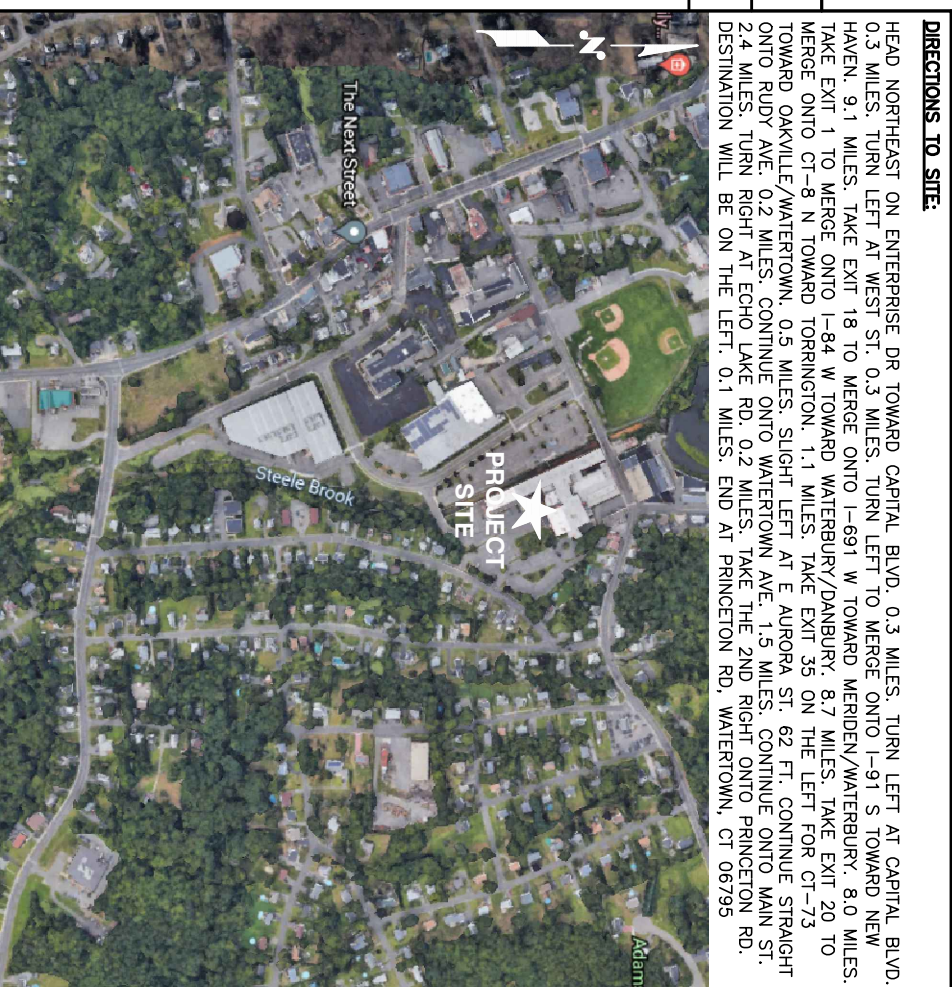 DIRECTIONS TO SITE:
HEAD NORTHEAST ON ENTERPRISE DR TOWARD CAPITAL BLVD. 0.3 MILES. TURN LEFT AT CAPITAL BLVD.
0.3 MILES. TURN LEFT AT WEST ST. 0.3 MILES. TURN LEFT TO MERGE ONTO I-91 S TOWARD NEW
HAVEN. 9.1 MILES. TAKE EXIT 18 TO MERGE ONTO I-691 W TOWARD MERIDEN/WATERBURY. 8.0 MILES.
TAKE EXIT 1 TO MERGE ONTO I-84 W TOWARD WATERBURY/DANBURY. 8.7 MILES. TAKE EXIT 20 TO
MERGE ONTO CT-8 N TOWARD TORRINGTON. 1.1 MILES. TAKE EXIT 35 ON THE LEFT FOR CT-73
TOWARD OAKVILLE/WATERTOWN. 0.5 MILES. SLIGHT LEFT AT E AURORA ST. 62 FT. CONTINUE STRAIGHT
ONTO RUDY AVE. 0.2 MILES. CONTINUE ONTO WATERTOWN AVE. 1.5 MILES. CONTINUE ONTO MAIN ST.
2.4 MILES. TURN RIGHT AT ECHO LAKE RD. 0.2 MILES. TAKE THE 2ND RIGHT ONTO PRINCETON RD.
DESTINATION WILL BE ON THE LEFT. 0.1 MILES. END AT PRINCETON RD, WATERTOWN, CT 06795
ily...
N
Adam
PROJECT
SITE
The Next Street
Steele Brook